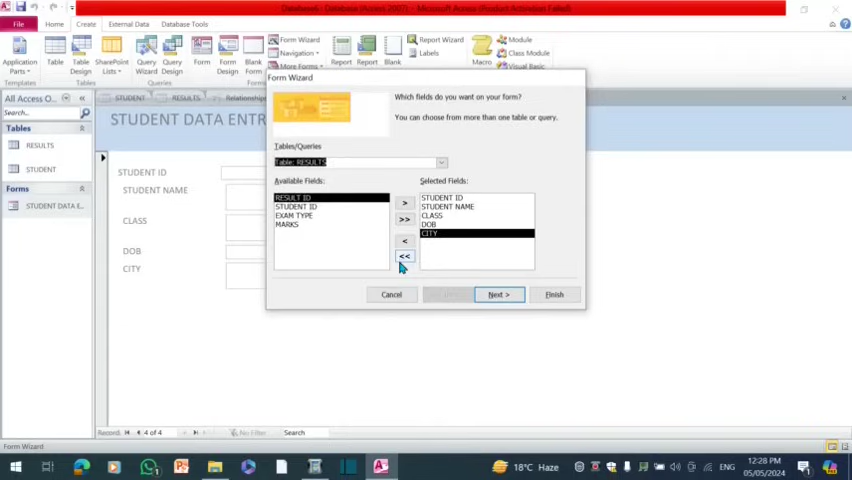 Database6 : Database (Access 2007) - Microsoft Access (Product Activation Failed)
File Home Create External Data Database Tools
Application Parts
Table
Table Design
SharePoint Lists
Query Wizard
Query Design
Form
Form Design
Blank Form
Form Wizard
Navigation
More Forms
Report
Report
Blank
Report Wizard
Labels
Macro
Module
Class Module
Visual Basic
Templates
Tables
Queries
All Access O...
Search...
Tables
RESULTS
STUDENT
Forms
STUDENT DATA E...
STUDENT RESULTS Relationships
STUDENT DATA ENTR
STUDENT ID
STUDENT NAME
CLASS
DOB
CITY
Form Wizard
Which fields do you want on your form?
You can choose from more than one table or query.
Tables/Queries
Table: RESULTS
Available Fields:
RESULT ID
STUDENT ID
EXAM TYPE
MARKS
>
>>
<
<<
Selected Fields:
STUDENT ID
STUDENT NAME
CLASS
DOB
CITY
Cancel Next > Finish
Record: 4 of 4 No Filter Search
Form Wizard
18°C Haze
ENG
12:28 PM
05/05/2024